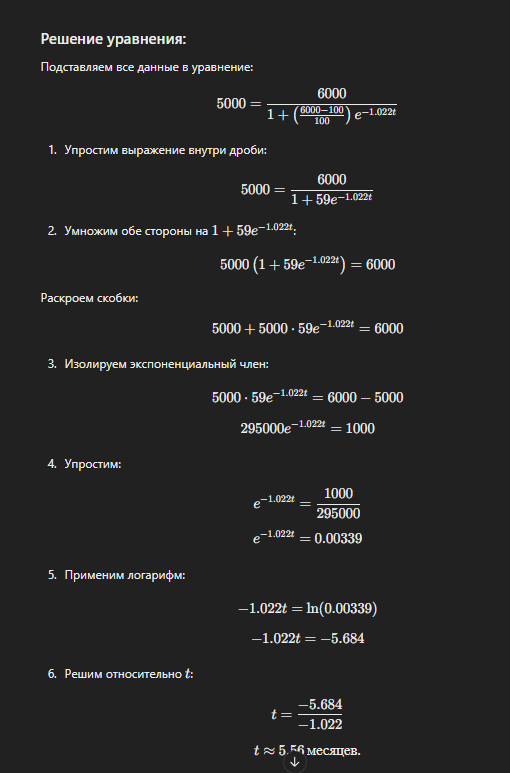 Решение уравнения:
Подставляем все данные в уравнение:
5000 = \frac{6000}{1 + \left(\frac{6000-100}{100}\right) e^{-1.022t}}
1. Упростим выражение внутри дроби:
5000 = \frac{6000}{1 + 59e^{-1.022t}}
2. Умножим обе стороны на 1 + 59e^{-1.022t}:
5000 (1 + 59e^{-1.022t}) = 6000
Раскроем скобки:
5000 + 5000 · 59e^{-1.022t} = 6000
3. Изолируем экспоненциальный член:
5000 · 59e^{-1.022t} = 6000 − 5000
295000e^{-1.022t} = 1000
4. Упростим:
e^{-1.022t} = \frac{1000}{295000}
e^{-1.022t} = 0.00339
5. Применим логарифм:
−1.022t = ln(0.00339)
−1.022t = −5.684
6. Решим относительно t:
t = \frac{−5.684}{−1.022}
t ≈ 5.56 месяцев.